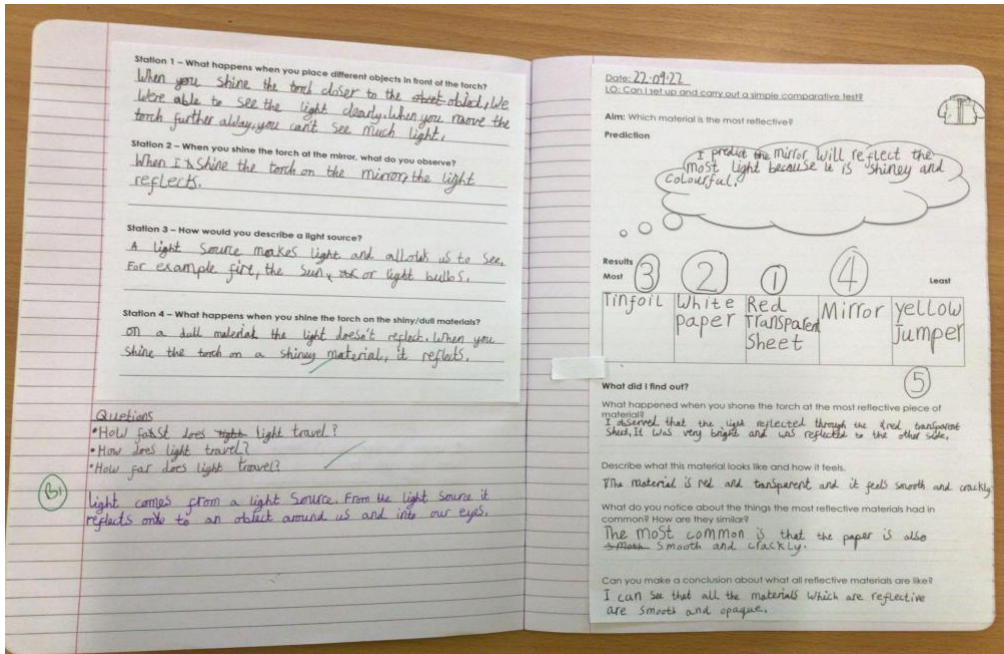 Station 1 – What happens when you place different objects in front of the torch?
When you shine the torch closer to the object object, We
Were able to see the light clearly. When you move the
torch further away, you can't see much light.
Station 2 – When you shine the torch at the mirror, what do you observe?
When I shine the torch on the mirror, the light
reflects.
Station 3 – How would you describe a light source?
A light source makes light and allows us to see.
For example fire, the Sun, or light bulbs.
Station 4 – What happens when you shine the torch on the shiny/dull materials?
on a dull material the light doesn't reflect. When you
shine the torch on a shiney material, it reflects.
Quetions
•How fast does light travel?
•How does light travel?
•How far does light travel?
B1
light comes from a light source. From the light source it
reflects onto to an object around us and into our eyes.
Date: 22.09.22
LO: Can I set up and carry out a simple comparative test?
Aim: Which material is the most reflective?
Prediction
I predict the mirror will reflect the
most light because it is shiney and
Colourful.
Results
Most 3 2 1 4 Least
Tinfoil White paper Red Transparent Sheet Mirror yellow Jumper
5
What did I find out?
What happened when you shone the torch at the most reflective piece of
material?
I observed that the light reflected through the red transparent
sheet, It was very bright and was reflected to the other side.
Describe what this material looks like and how it feels.
The material is red and transparent and it feels smooth and crackly.
What do you notice about the things the most reflective materials had in
common? How are they similar?
The most common is that the paper is also
smooth and crackly.
Can you make a conclusion about what all reflective materials are like?
I can see that all the materials which are reflective
are smooth and opaque.